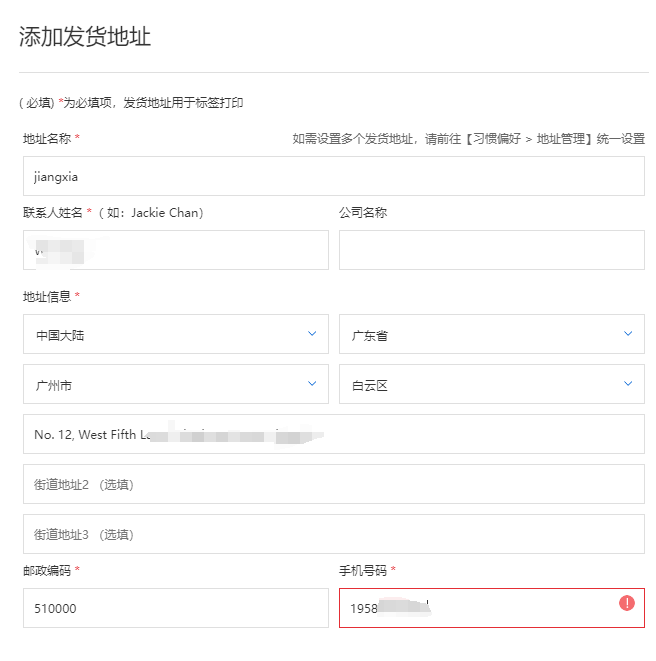 添加发货地址
( 必填) *为必填项，发货地址用于标签打印
地址名称 * 如需设置多个发货地址，请前往【习惯偏好 > 地址管理】统一设置
jiangxia
联系人姓名 * ( 如：Jackie Chan) 公司名称
地址信息 *
中国大陆 广东省
广州市 白云区
No. 12, West Fifth
街道地址2 （选填）
街道地址3 （选填）
邮政编码 * 手机号码 *
510000 1958